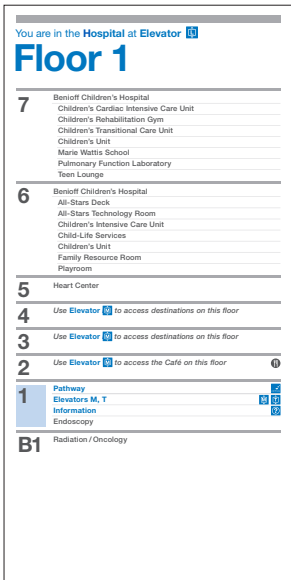 You are in the Hospital at Elevator
Floor 1
7
Benioff Children's Hospital
Children's Cardiac Intensive Care Unit
Children's Rehabilitation Gym
Children's Transitional Care Unit
Children's Unit
Marie Wattis School
Pulmonary Function Laboratory
Teen Lounge
6
Benioff Children's Hospital
All-Stars Deck
All-Stars Technology Room
Children's Intensive Care Unit
Child-Life Services
Children's Unit
Family Resource Room
Playroom
5 Heart Center
4 Use Elevator M to access destinations on this floor
3 Use Elevator M to access destinations on this floor
2 Use Elevator M to access the Café on this floor
1
Pathway
Elevators M, T M T
Information ?
Endoscopy
B1 Radiation / Oncology